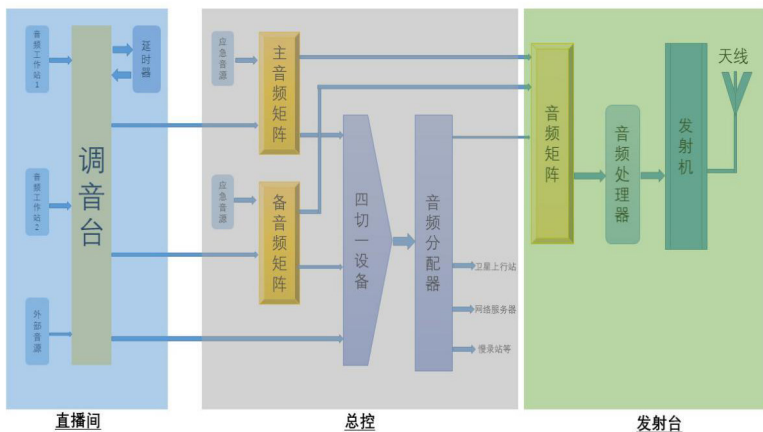 音频工作站1
延时器
调音台
音频工作站2
外部音源
直播间
应急音源
主音频矩阵
应急音源
备音频矩阵
四切一设备
音频分配器
卫星上行站
网络服务器
慢录站等
总控
音频矩阵
音频处理器
发射机
天线
发射台